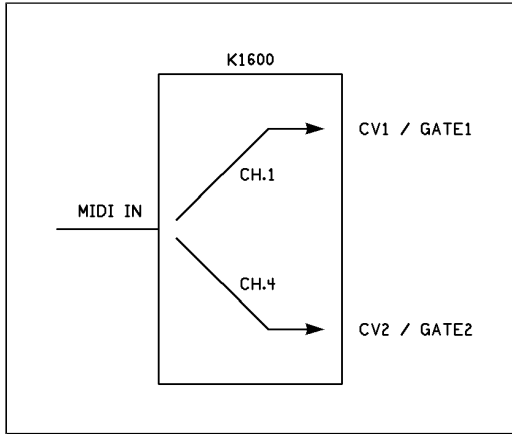 K1600
CV1 / GATE1
CH.1
MIDI IN
CH.4
CV2 / GATE2